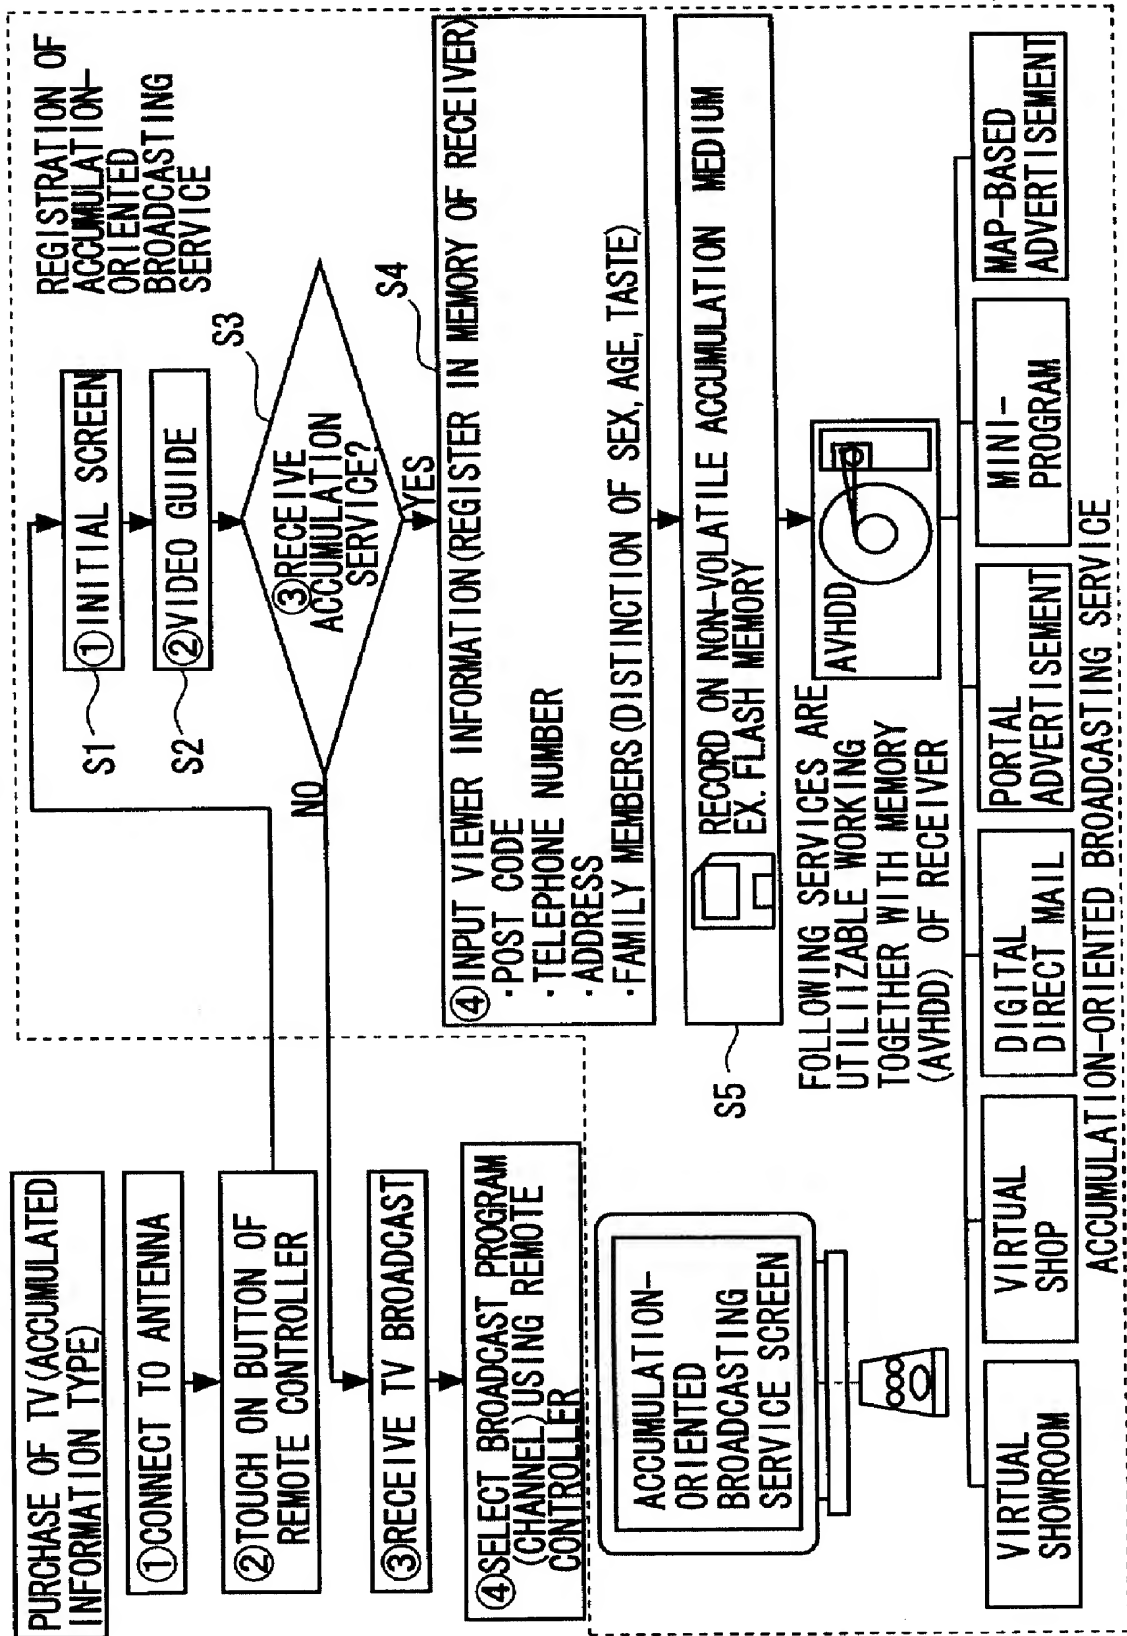 PURCHASE OF TV(ACCUMULATED
INFORMATION TYPE)
①CONNECT TO ANTENNA
②TOUCH ON BUTTON OF
REMOTE CONTROLLER
③RECEIVE TV BROADCAST
④SELECT BROADCAST PROGRAM
(CHANNEL)USING REMOTE
CONTROLLER
REGISTRATION OF
ACCUMULATION-
ORIENTED
BROADCASTING
SERVICE
S1
①INITIAL SCREEN
S2
②VIDEO GUIDE
S3
③RECEIVE
ACCUMULATION
SERVICE?
NO
YES
S4
④INPUT VIEWER INFORMATION(REGISTER IN MEMORY OF RECEIVER)
・POST CODE
・TELEPHONE NUMBER
・ADDRESS
・FAMILY MEMBERS(DISTINCTION OF SEX, AGE, TASTE)
S5
RECORD ON NON-VOLATILE ACCUMULATION MEDIUM
EX. FLASH MEMORY
FOLLOWING SERVICES ARE
UTILIIZABLE WORKING
TOGETHER WITH MEMORY
(AVHDD) OF RECEIVER
AVHDD
ACCUMULATION-
ORIENTED
BROADCASTING
SERVICE SCREEN
VIRTUAL
SHOWROOM
VIRTUAL
SHOP
DIGITAL
DIRECT MAIL
PORTAL
ADVERTISEMENT
MINI-
PROGRAM
MAP-BASED
ADVERTISEMENT
ACCUMULATION-ORIENTED BROADCASTING SERVICE